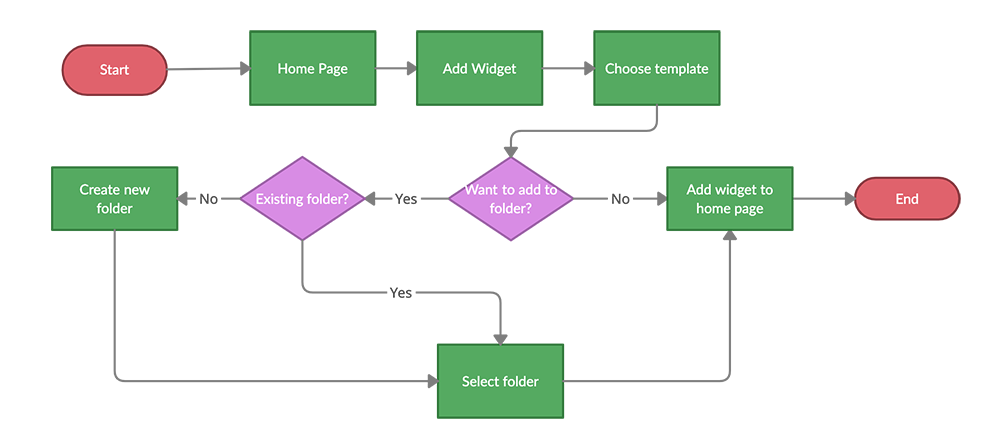 Start
Home Page
Add Widget
Choose template
Create new
folder
No
Existing folder?
Yes
Want to add to
folder?
No
Add widget to
home page
End
Yes
Select folder